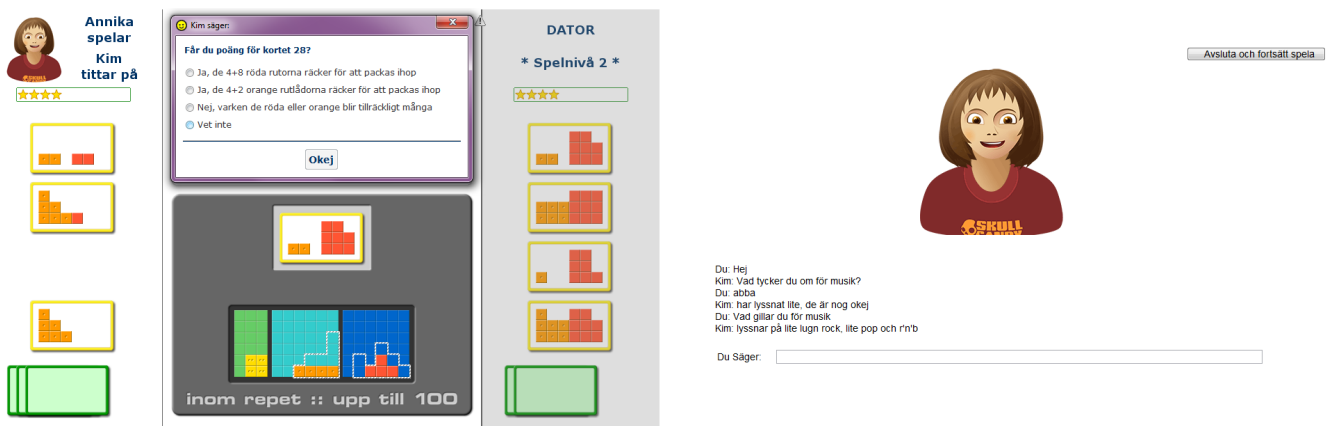 Annika
spelar
Kim
tittar på
Kim säger:
Får du poäng för kortet 28?
Ja, de 4+8 röda rutorna räcker för att packas ihop
Ja, de 4+2 orange rutlådorna räcker för att packas ihop
Nej, varken de röda eller orange blir tillräckligt många
Vet inte
Okej
inom repet :: upp till 100
DATOR
* Spelnivå 2 *
Avsluta och fortsätt spela
SKULL
CANDY
Du: Hej
Kim: Vad tycker du om för musik?
Du: abba
Kim: har lyssnat lite, de är nog okej
Du: Vad gillar du för musik
Kim: lyssnar på lite lugn rock, lite pop och r'n'b
Du Säger: